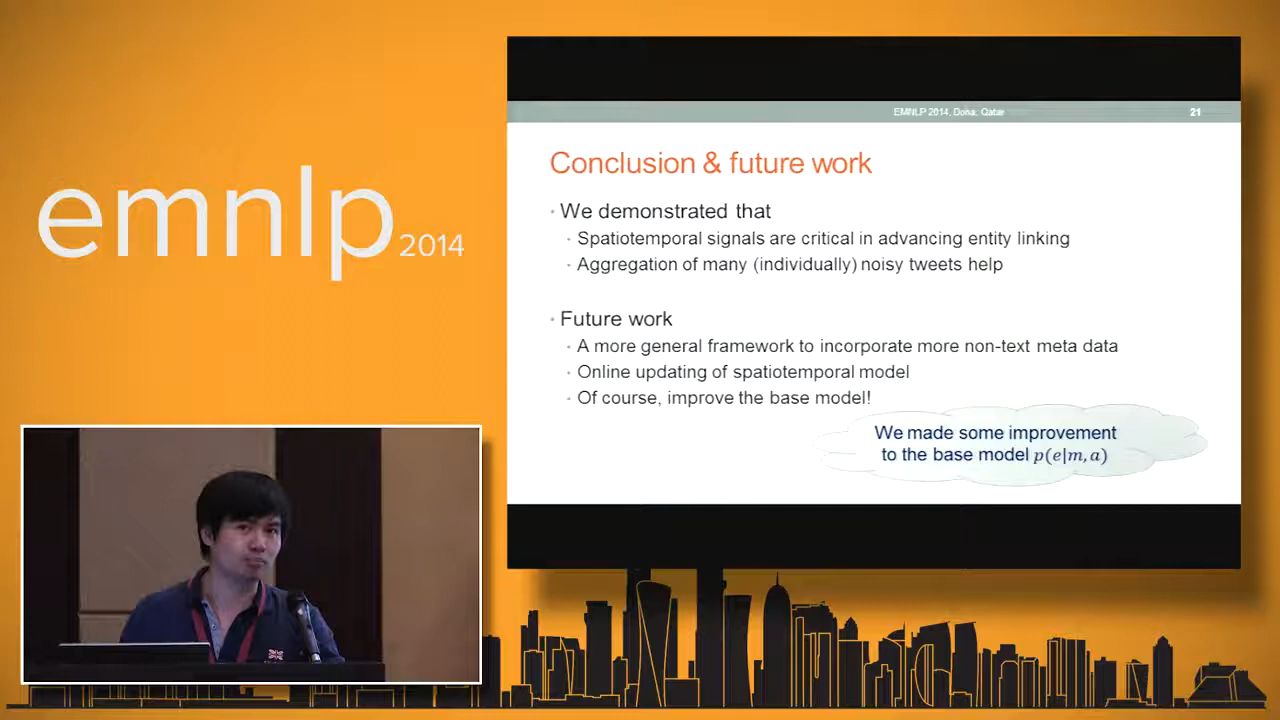 emnlp 2014
EMNLP 2014, Doha, Qatar
21
Conclusion & future work
We demonstrated that
Spatiotemporal signals are critical in advancing entity linking
Aggregation of many (individually) noisy tweets help
Future work
A more general framework to incorporate more non-text meta data
Online updating of spatiotemporal model
Of course, improve the base model!
We made some improvement
to the base model p(e|m,a)